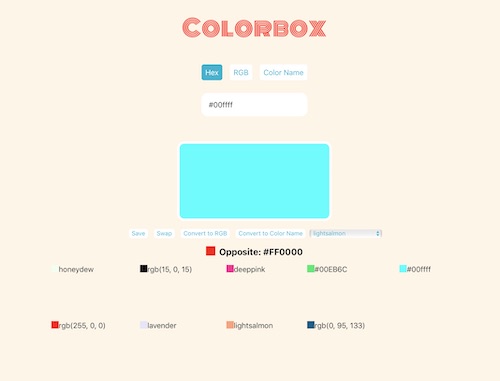 Colorbox
Hex RGB Color Name
#00ffff
Save Swap Convert to RGB Convert to Color Name lightsalmon
Opposite: #FF0000
honeydew rgb(15, 0, 15) deeppink #00EB6C #00ffff
rgb(255, 0, 0) lavender lightsalmon rgb(0, 95, 133)